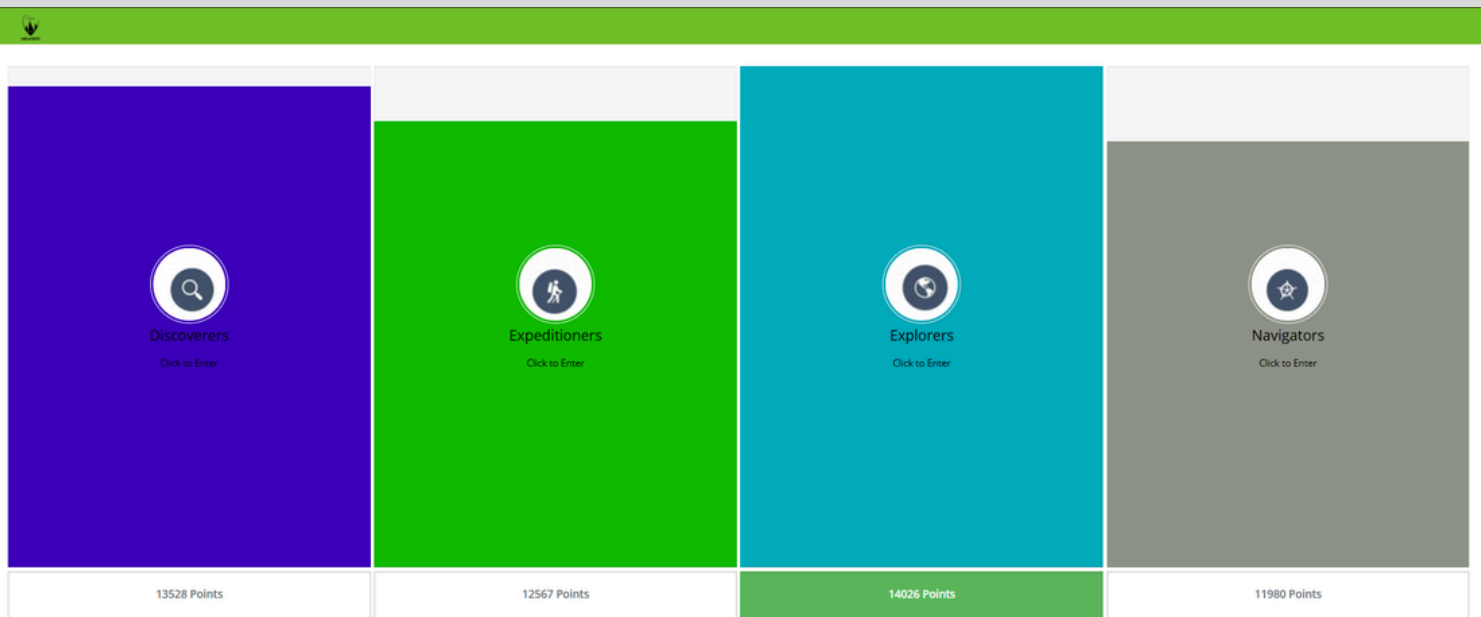 Discoverers
Click to Enter
13528 Points
Expeditioners
Click to Enter
12567 Points
Explorers
Click to Enter
14026 Points
Navigators
Click to Enter
11980 Points